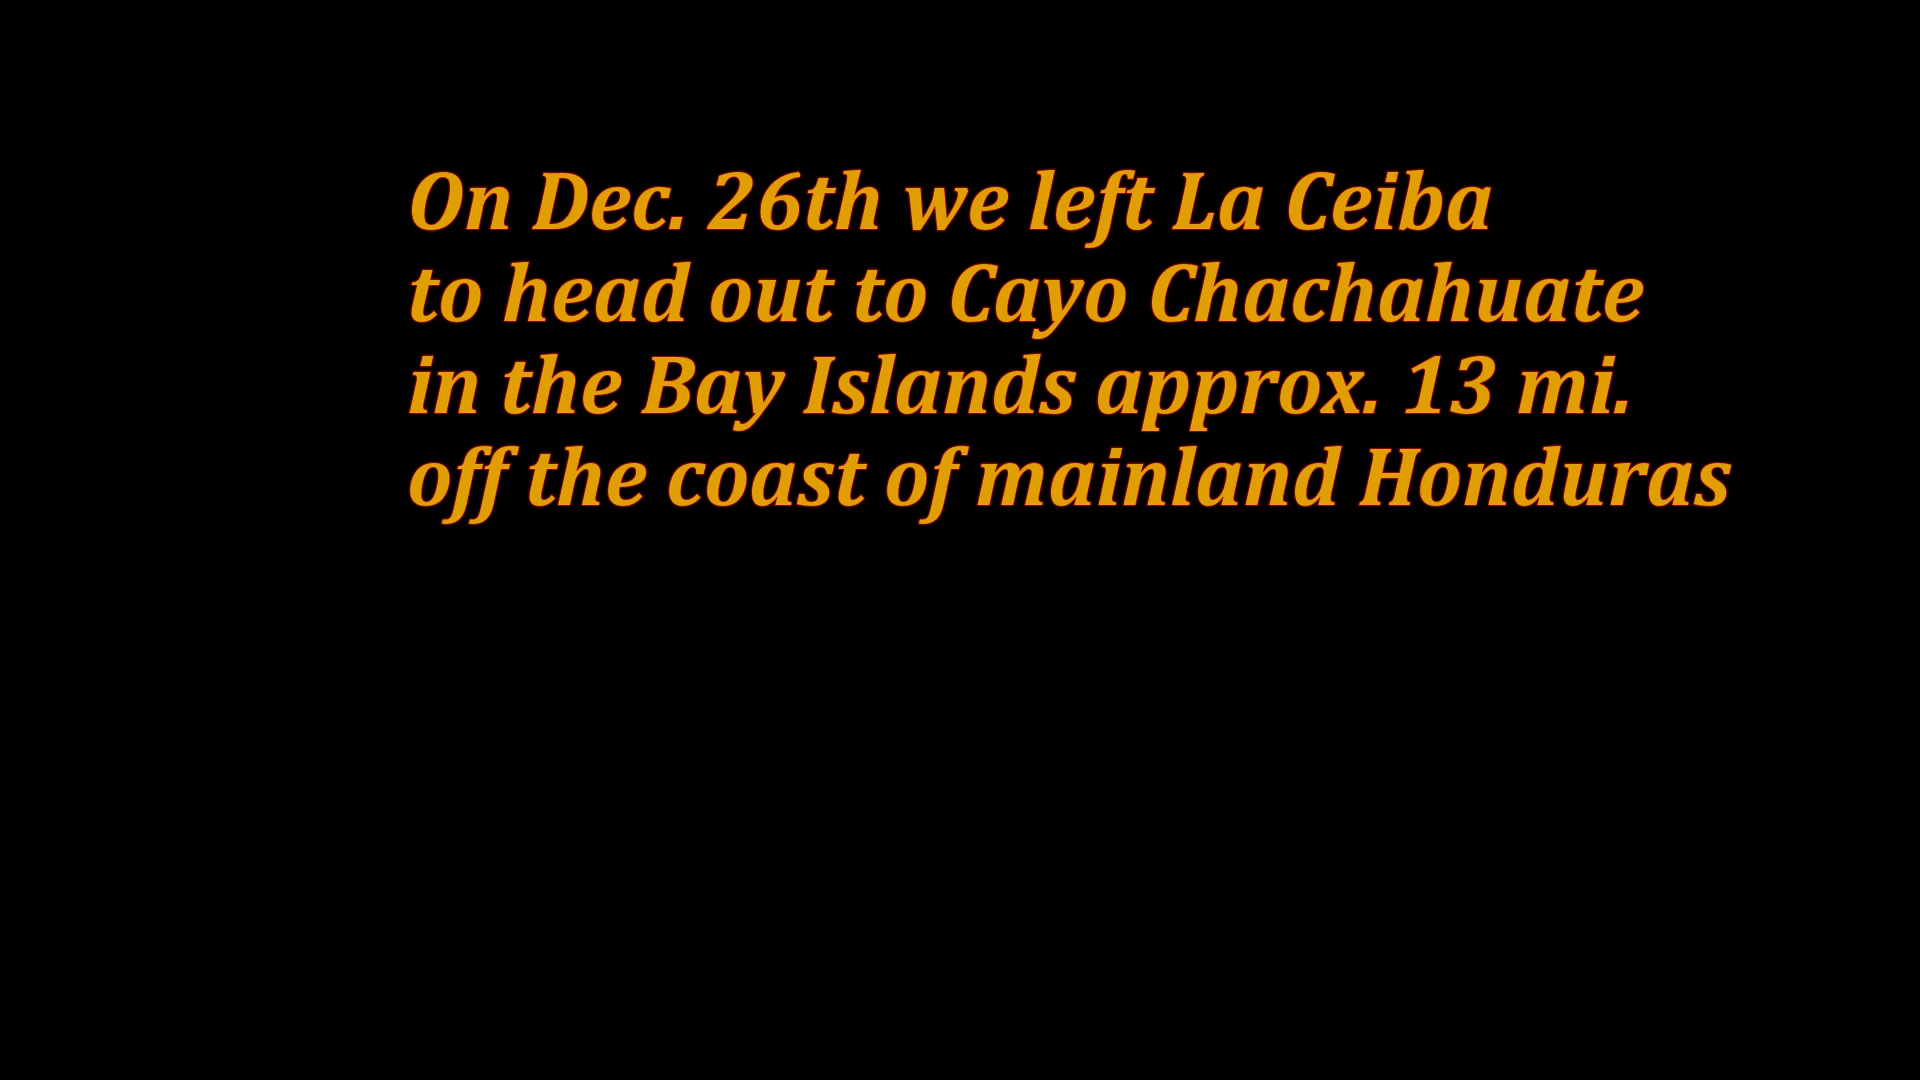 On Dec. 26th we left La Ceiba
to head out to Cayo Chachahuate
in the Bay Islands approx. 13 mi.
off the coast of mainland Honduras